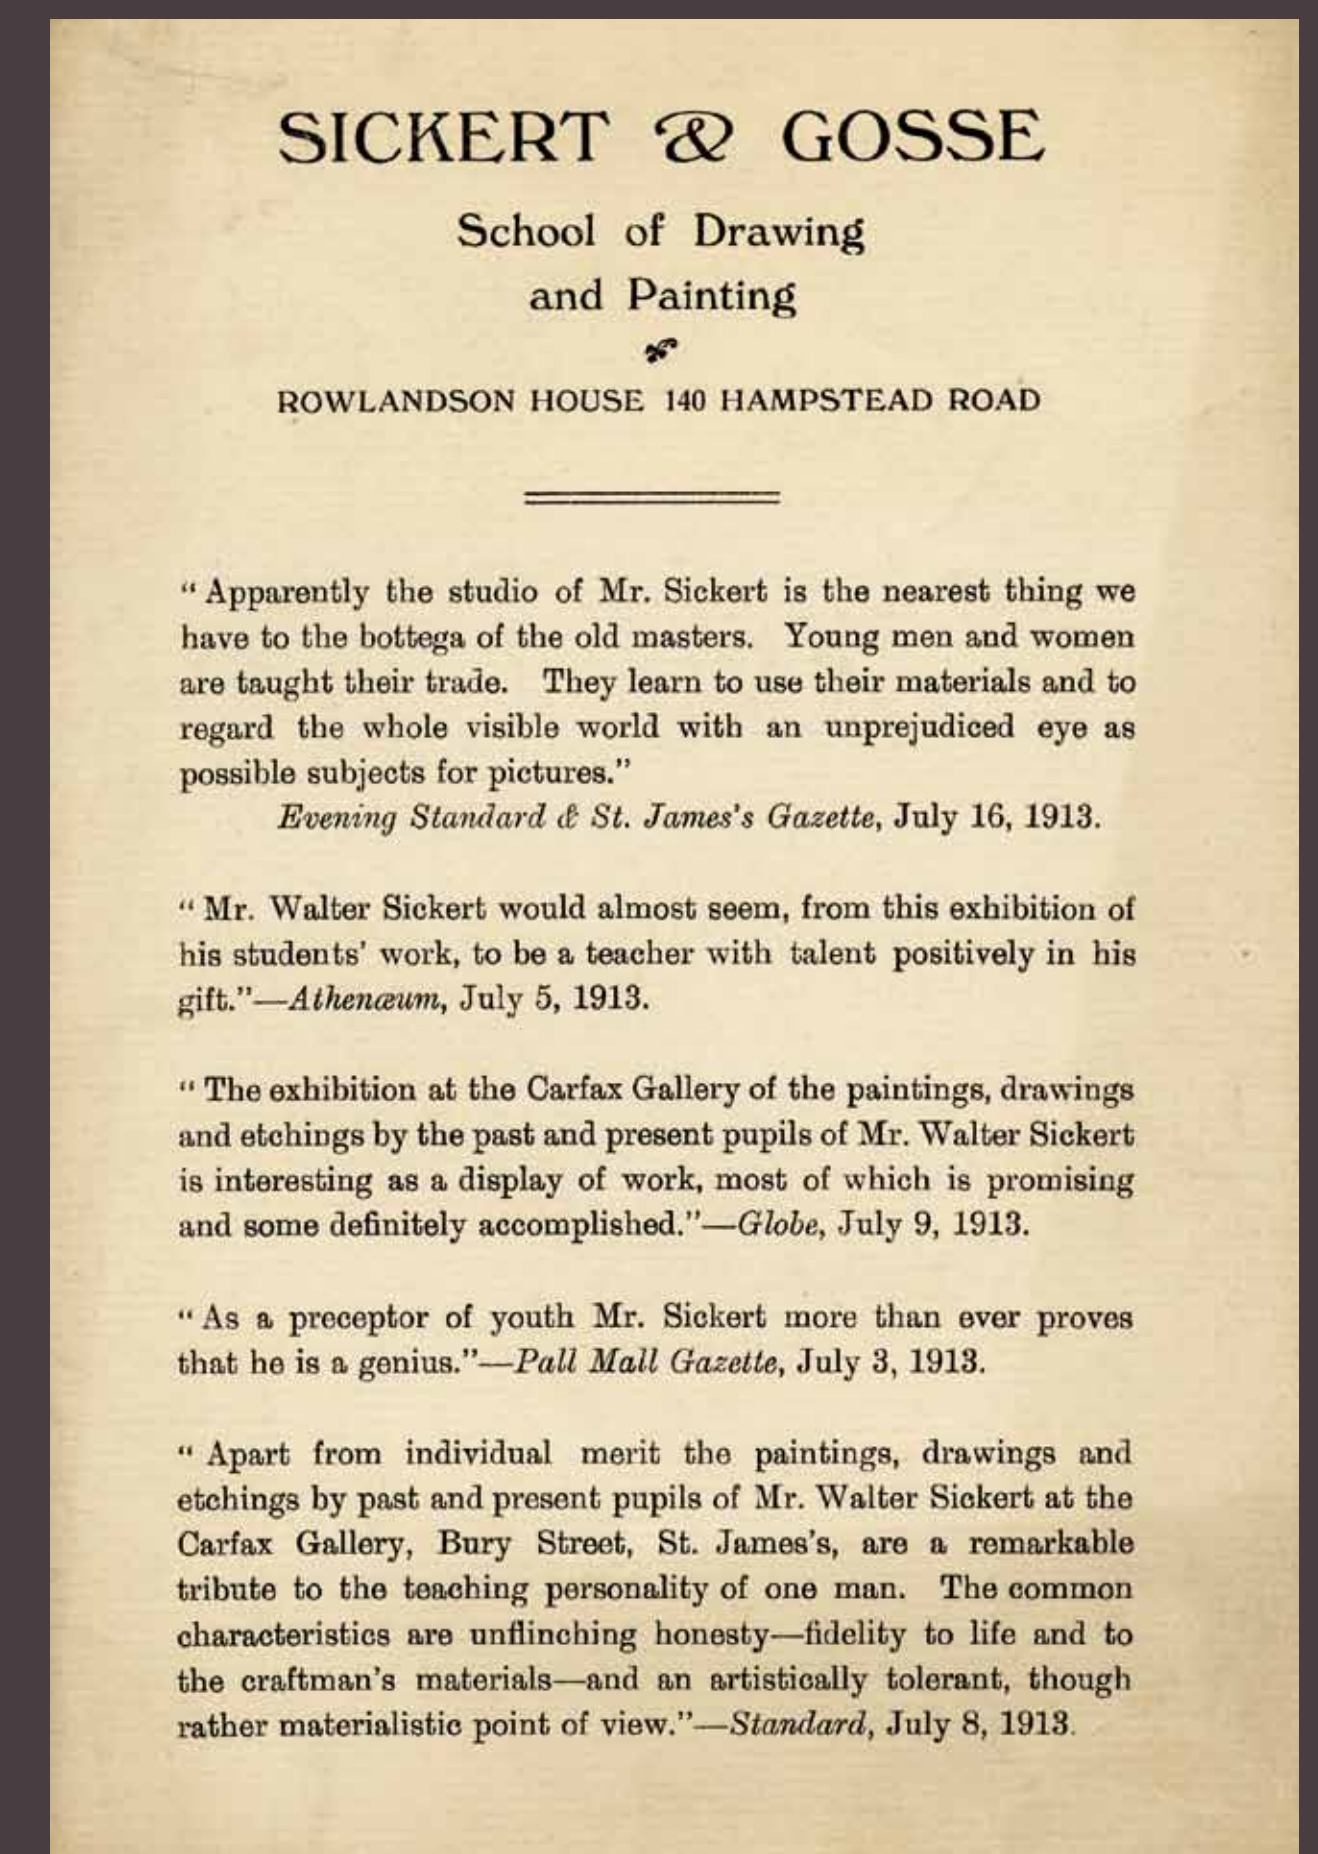 SICKERT & GOSSE
School of Drawing
and Painting
ROWLANDSON HOUSE 140 HAMPSTEAD ROAD
“ Apparently the studio of Mr. Sickert is the nearest thing we
have to the bottega of the old masters. Young men and women
are taught their trade. They learn to use their materials and to
regard the whole visible world with an unprejudiced eye as
possible subjects for pictures.”
Evening Standard & St. James's Gazette, July 16, 1913.
“ Mr. Walter Sickert would almost seem, from this exhibition of
his students' work, to be a teacher with talent positively in his
gift.”—Athenæum, July 5, 1913.
“ The exhibition at the Carfax Gallery of the paintings, drawings
and etchings by the past and present pupils of Mr. Walter Sickert
is interesting as a display of work, most of which is promising
and some definitely accomplished.”—Globe, July 9, 1913.
“ As a preceptor of youth Mr. Sickert more than ever proves
that he is a genius.”—Pall Mall Gazette, July 3, 1913.
“ Apart from individual merit the paintings, drawings and
etchings by past and present pupils of Mr. Walter Sickert at the
Carfax Gallery, Bury Street, St. James's, are a remarkable
tribute to the teaching personality of one man. The common
characteristics are unflinching honesty—fidelity to life and to
the craftman's materials—and an artistically tolerant, though
rather materialistic point of view.”—Standard, July 8, 1913.